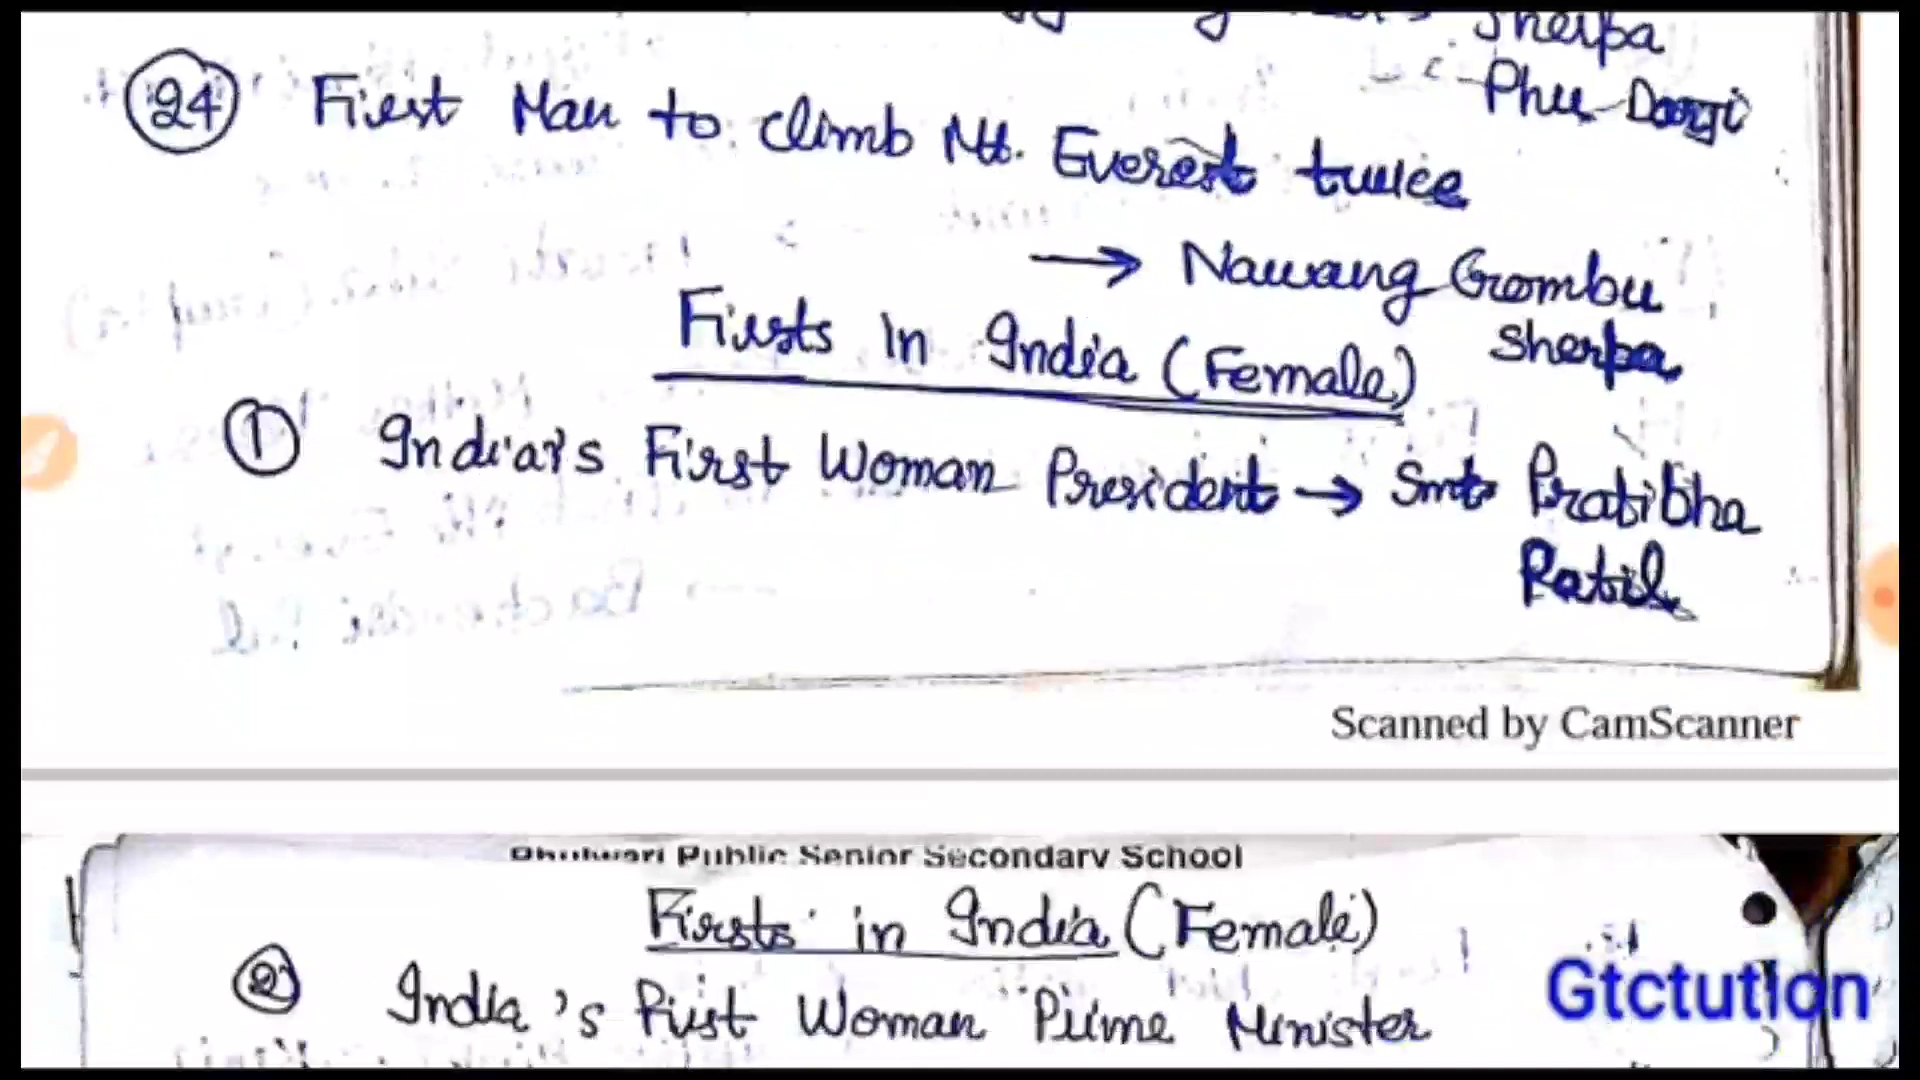 Sherpa
Phu Dorji
24 First Man to climb Mt. Everest twice
→ Nawang Gombu
Sherpa
Firsts in India (Female)
1 India's First Woman President → Smt Pratibha
Patil
Scanned by CamScanner
Public Senior Secondary School
Firsts in India (Female)
2 India's First Woman Prime Minister
Gtctution